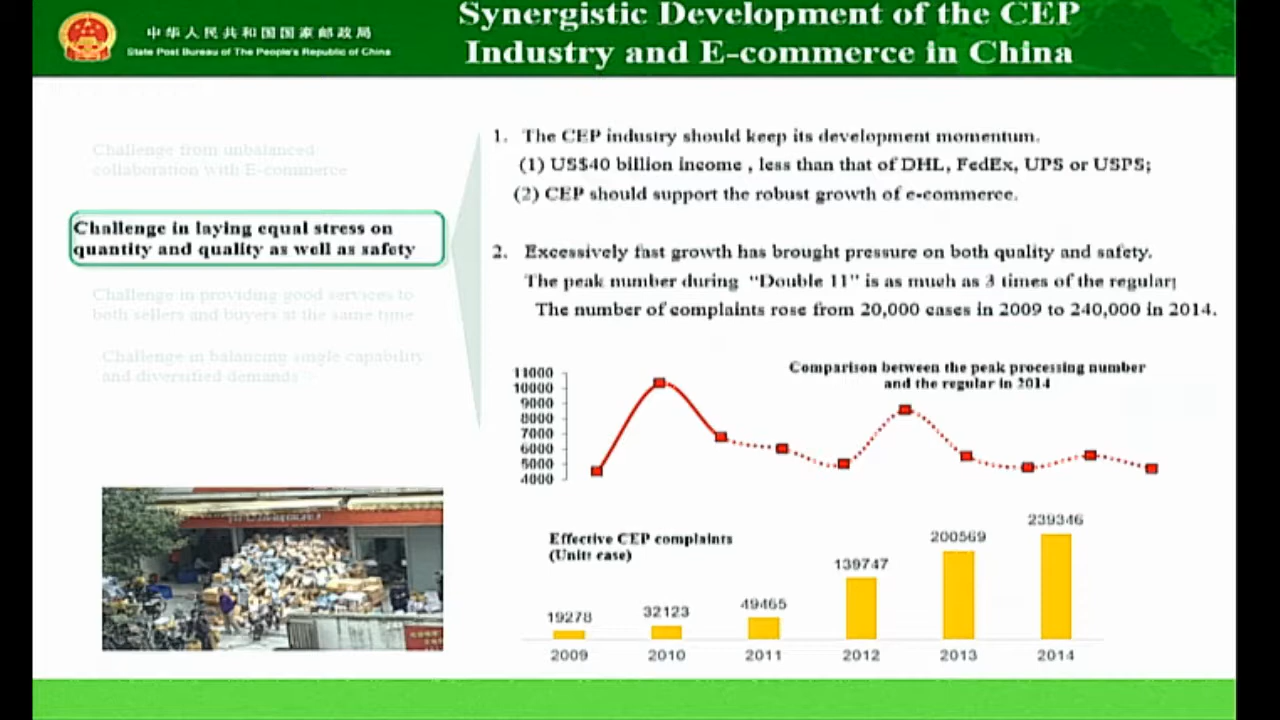 中华人民共和国国家邮政局
State Post Bureau of The People's Republic of China
Synergistic Development of the CEP
Industry and E-commerce in China
Challenge from unbalanced
collaboration with E-commerce
Challenge in laying equal stress on
quantity and quality as well as safety
Challenge in providing good services to
both sellers and buyers at the same time
Challenge in balancing single capability
and diversified demands
1. The CEP industry should keep its development momentum.
(1) US$40 billion income , less than that of DHL, FedEx, UPS or USPS;
(2) CEP should support the robust growth of e-commerce.
2. Excessively fast growth has brought pressure on both quality and safety.
The peak number during "Double 11" is as much as 3 times of the regular;
The number of complaints rose from 20,000 cases in 2009 to 240,000 in 2014.
Comparison between the peak processing number
and the regular in 2014
11000
10000
9000
8000
7000
6000
5000
4000
Effective CEP complaints
(Unit: case)
19278
32123
49465
139747
200569
239346
2009 2010 2011 2012 2013 2014